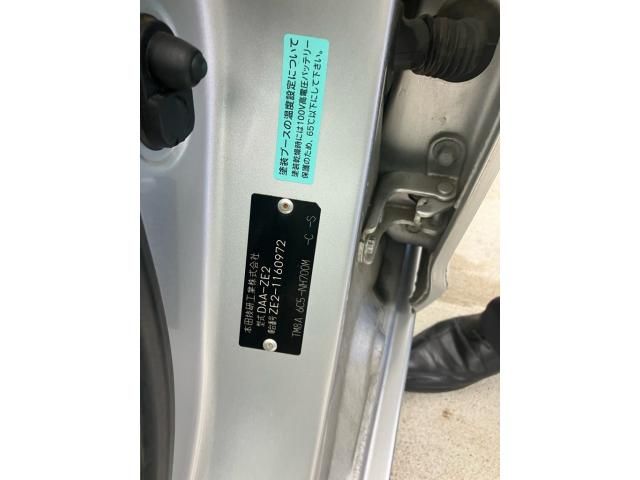 塗装ブースの温度設定について
塗装乾燥時には100V高電圧バッテリー
保護のため、65℃以下にして下さい。
本田技研工業株式会社
型式 DAA-ZE2
車台番号 ZE2-1160972
TM8A 6C5-NH700M -C -S